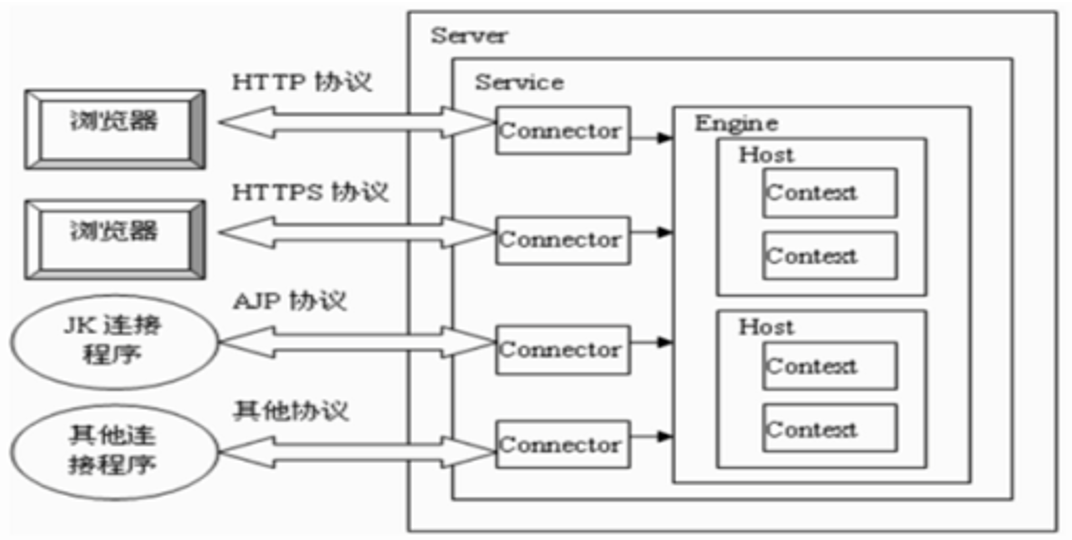 Server
Service
HTTP 协议
浏览器
Connector
Engine
Host
Context
Context
HTTPS 协议
浏览器
Connector
AJP 协议
JK 连接
程序
Connector
Host
Context
Context
其他协议
其他连
接程序
Connector